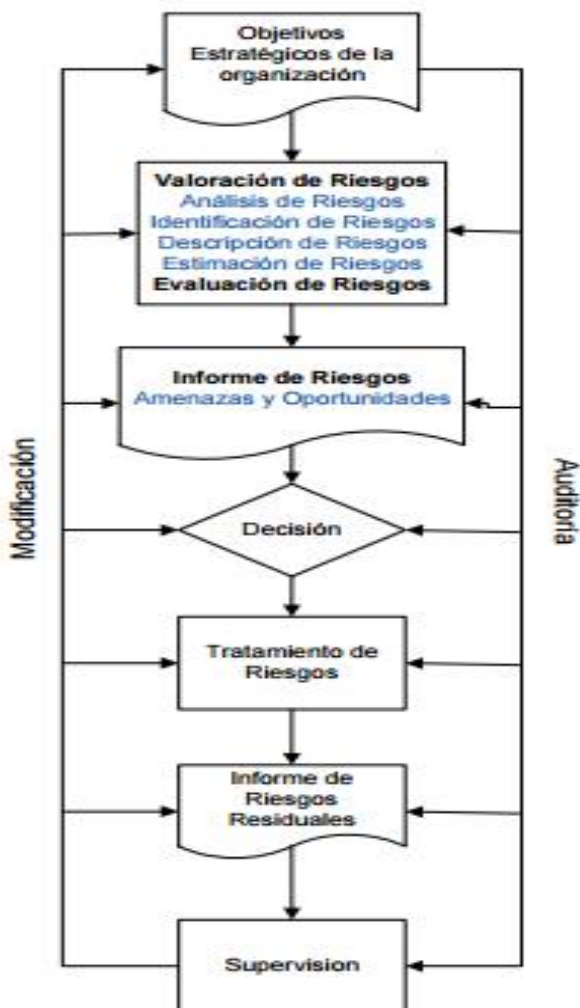 Objetivos
Estratégicos de la
organización
Valoración de Riesgos
Análisis de Riesgos
Identificación de Riesgos
Descripción de Riesgos
Estimación de Riesgos
Evaluación de Riesgos
Informe de Riesgos
Amenazas y Oportunidades
Modificación
Auditoría
Decisión
Tratamiento de
Riesgos
Informe de
Riesgos
Residuales
Supervision